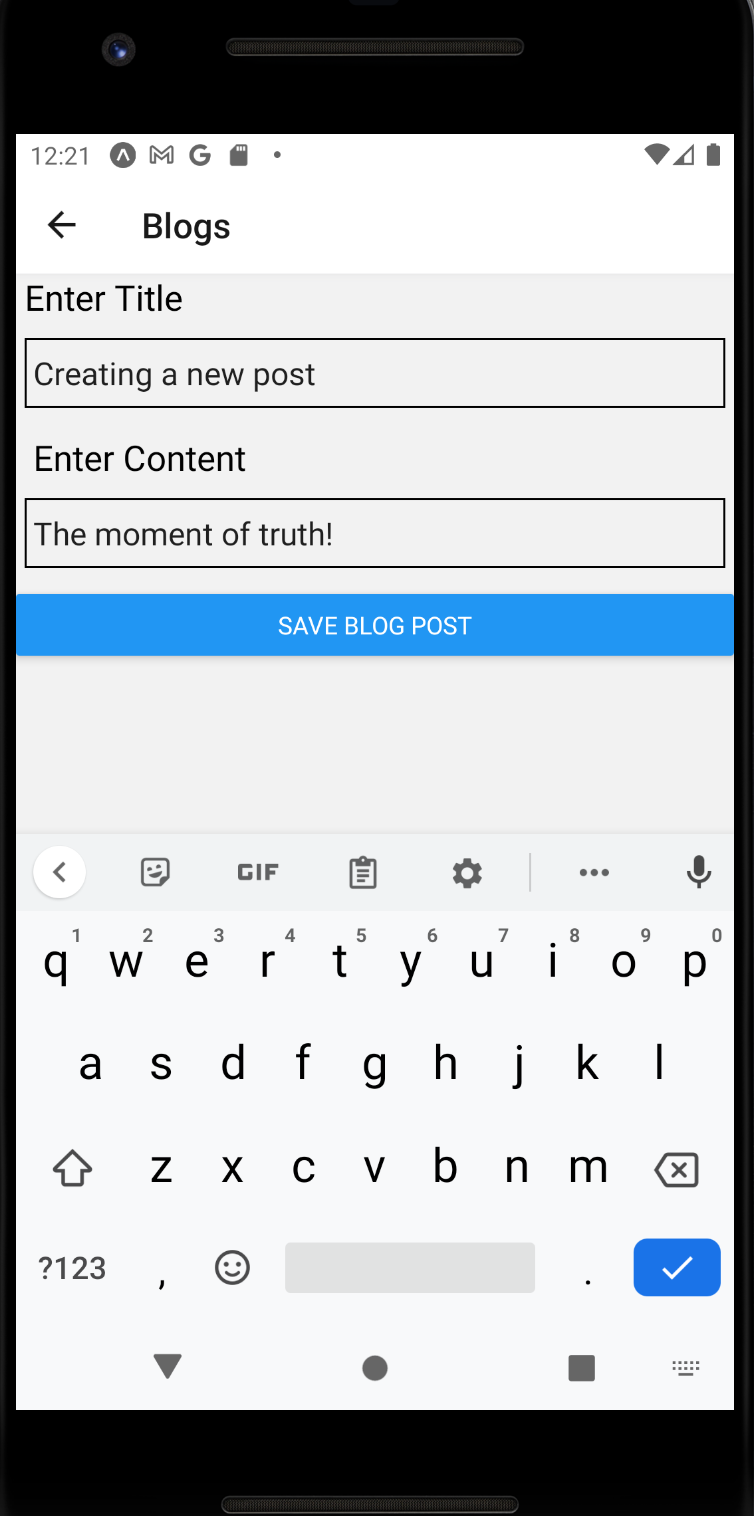 12:21
Blogs
Enter Title
Creating a new post
Enter Content
The moment of truth!
SAVE BLOG POST
GIF
1 2 3 4 5 6 7 8 9 0
q w e r t y u i o p
a s d f g h j k l
z x c v b n m
?123 , .